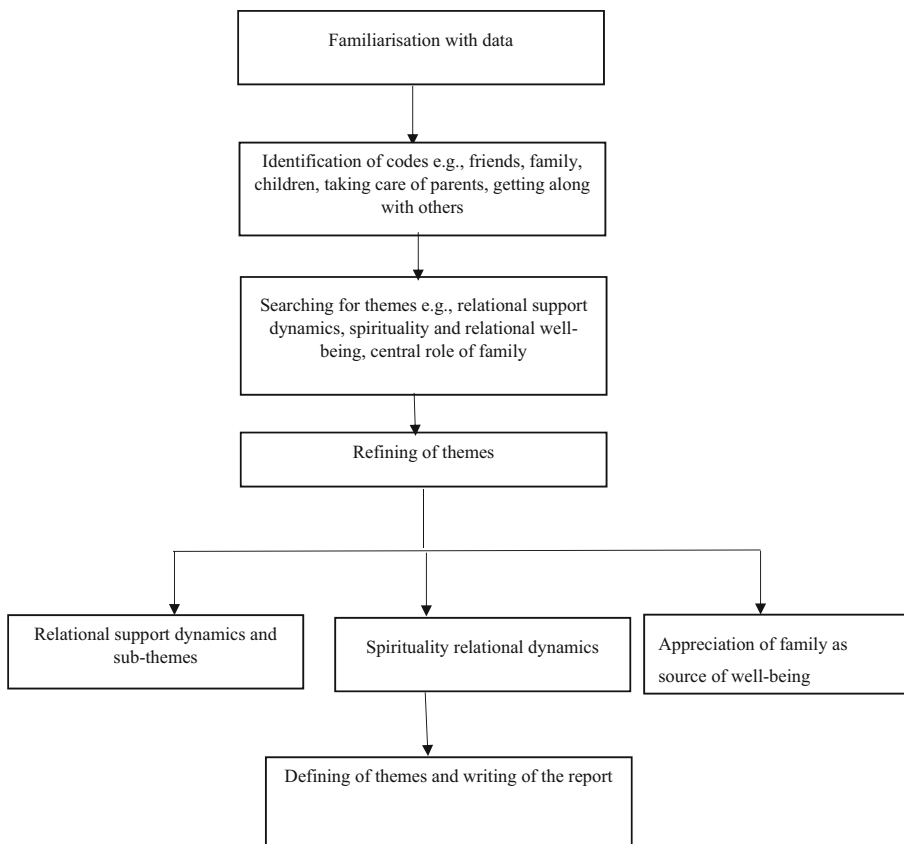 Familiarisation with data
Identification of codes e.g., friends, family,
children, taking care of parents, getting along
with others
Searching for themes e.g., relational support
dynamics, spirituality and relational well-
being, central role of family
Refining of themes
Relational support dynamics and
sub-themes
Spirituality relational dynamics
Appreciation of family as
source of well-being
Defining of themes and writing of the report